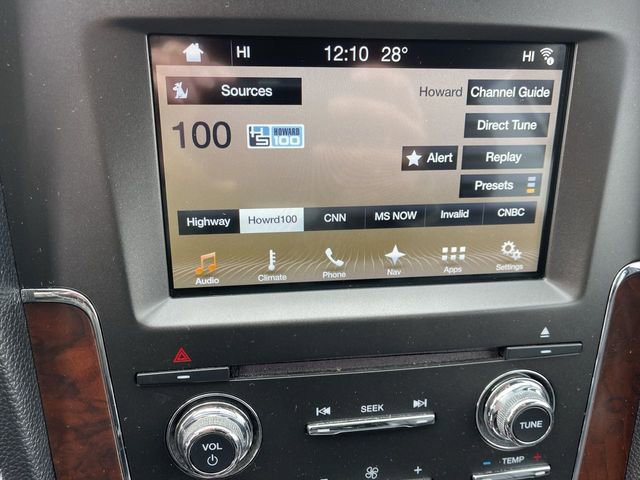 HI 12:10 28° HI
Sources
Howard Channel Guide
100 HS HOWARD 100
Direct Tune
Alert Replay
Presets
Highway Howrd100 CNN MS NOW Invalid CNBC
Audio Climate Phone Nav Apps Settings
SEEK
VOL
TUNE
TEMP